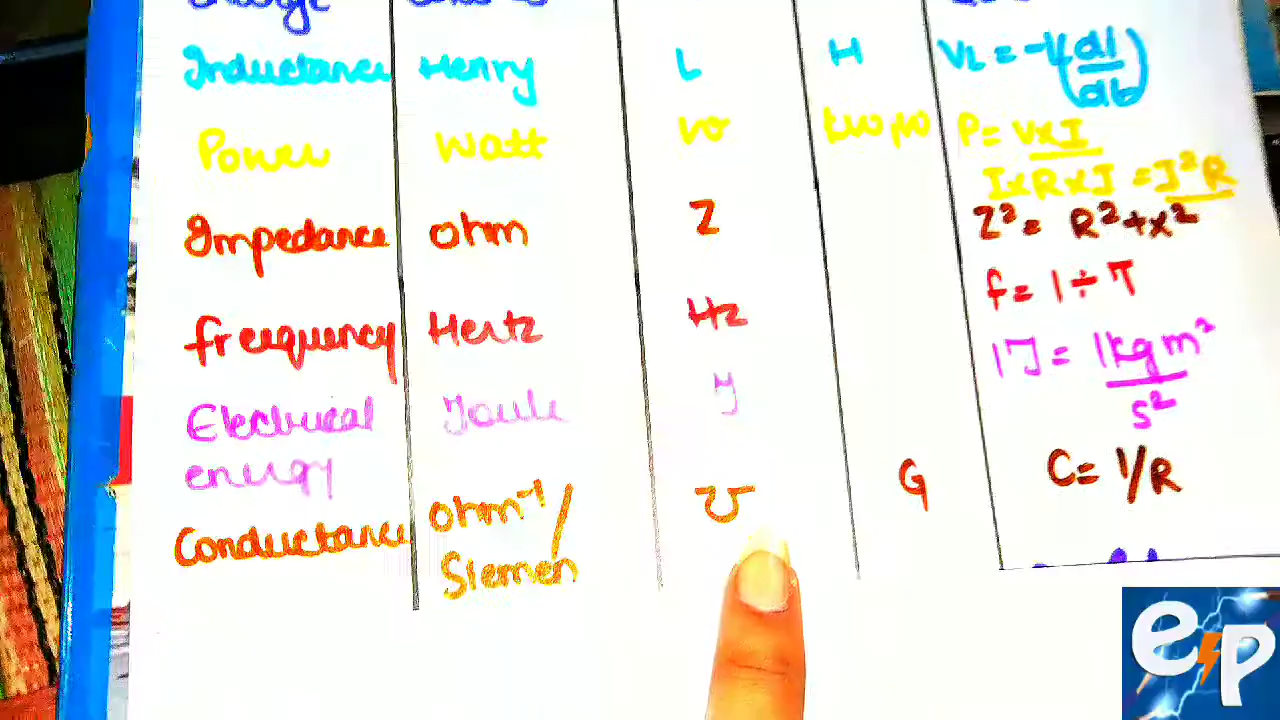 Inductance Henry L H VL = -L(dI/dt)
Power Watt W P = V×I
I×R×I = I²R
Impedance Ohm Z Z² = R²+x²
frequency Hertz Hz f = 1 ÷ T
Electrical Joule J 1J = 1kg m²
energy s²
Conductance Ohm⁻¹/ ℧ G C = 1/R
Siemen
eP